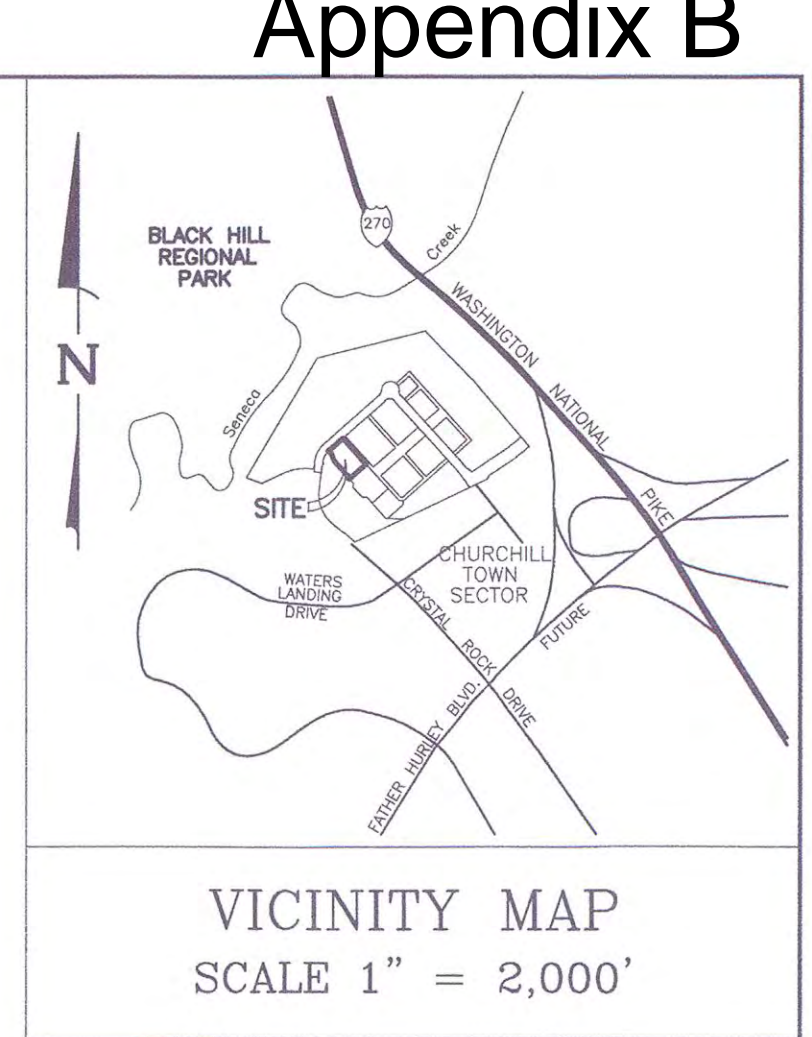 Appendix B
270
Creek
BLACK HILL
REGIONAL
PARK
WASHINGTON
NATIONAL
PIKE
N
Seneca
SITE
CHURCHILL
TOWN
SECTOR
WATERS
LANDING
DRIVE
CRYSTAL ROCK DRIVE
FUTURE
FATHER HURLEY BLVD.
VICINITY MAP
SCALE 1" = 2,000'